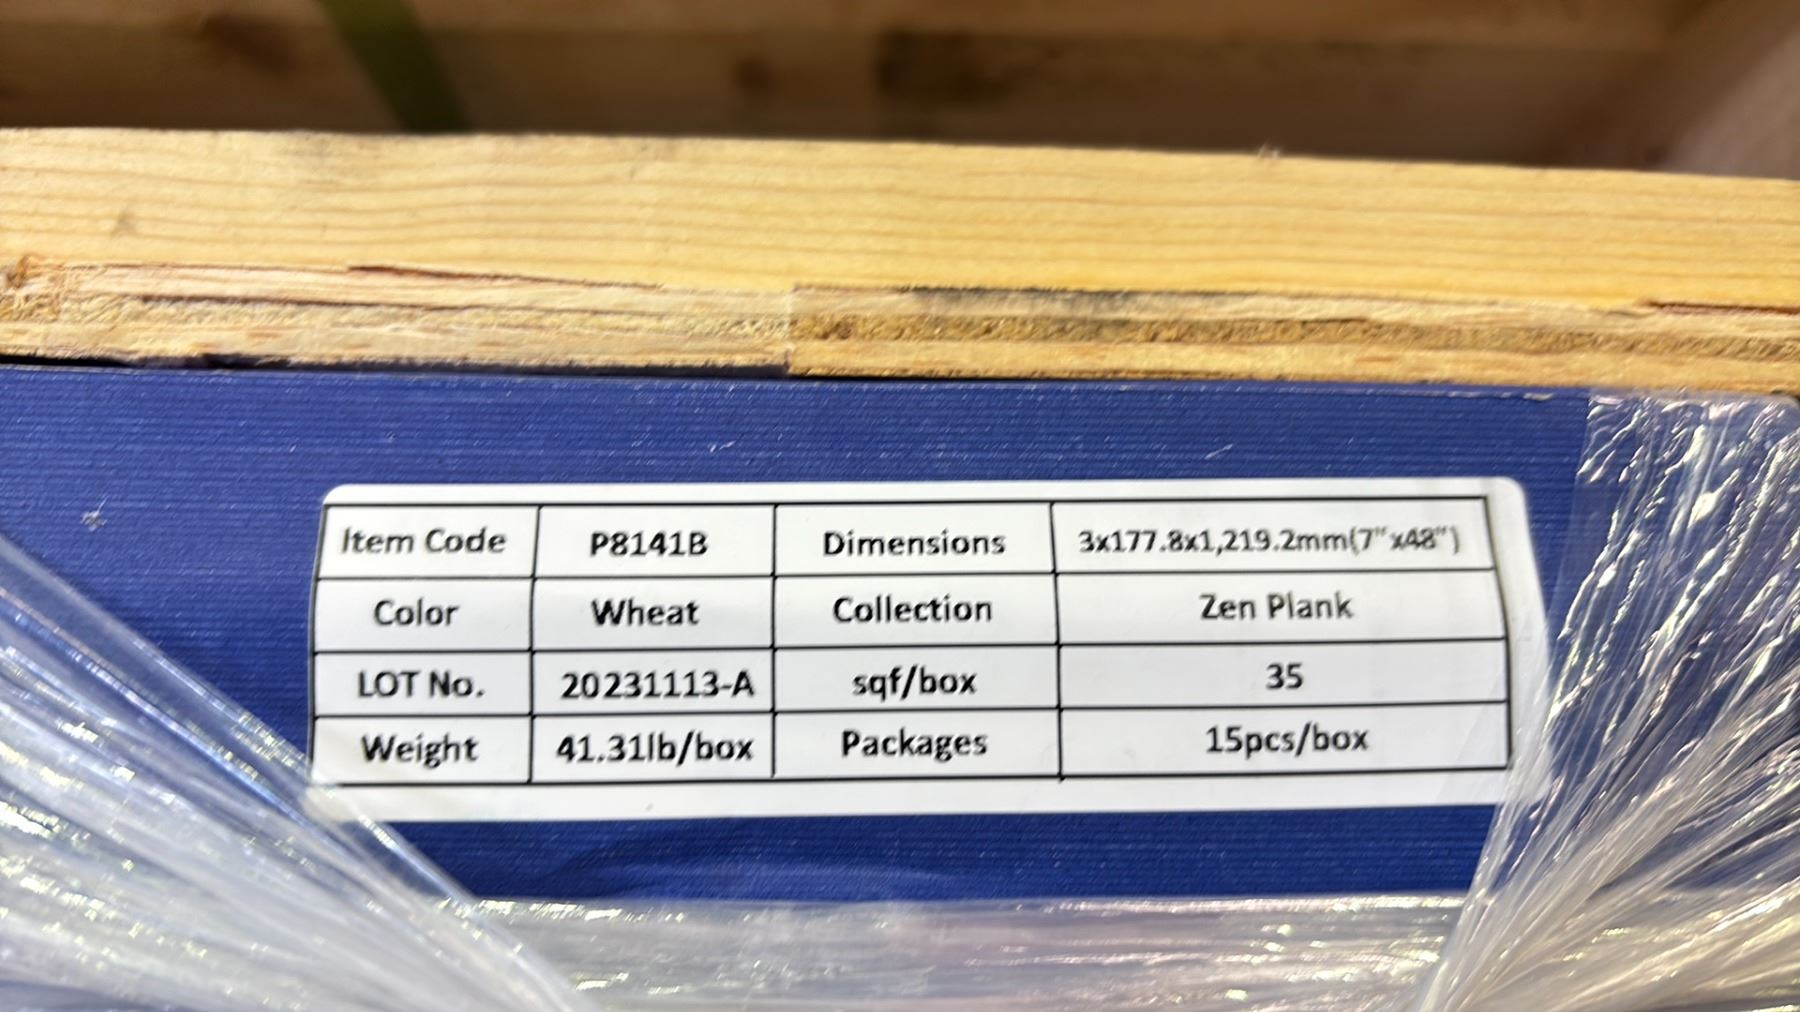 Item Code P8141B Dimensions 3x177.8x1,219.2mm(7"x48")
Color Wheat Collection Zen Plank
LOT No. 20231113-A sqf/box 35
Weight 41.31lb/box Packages 15pcs/box